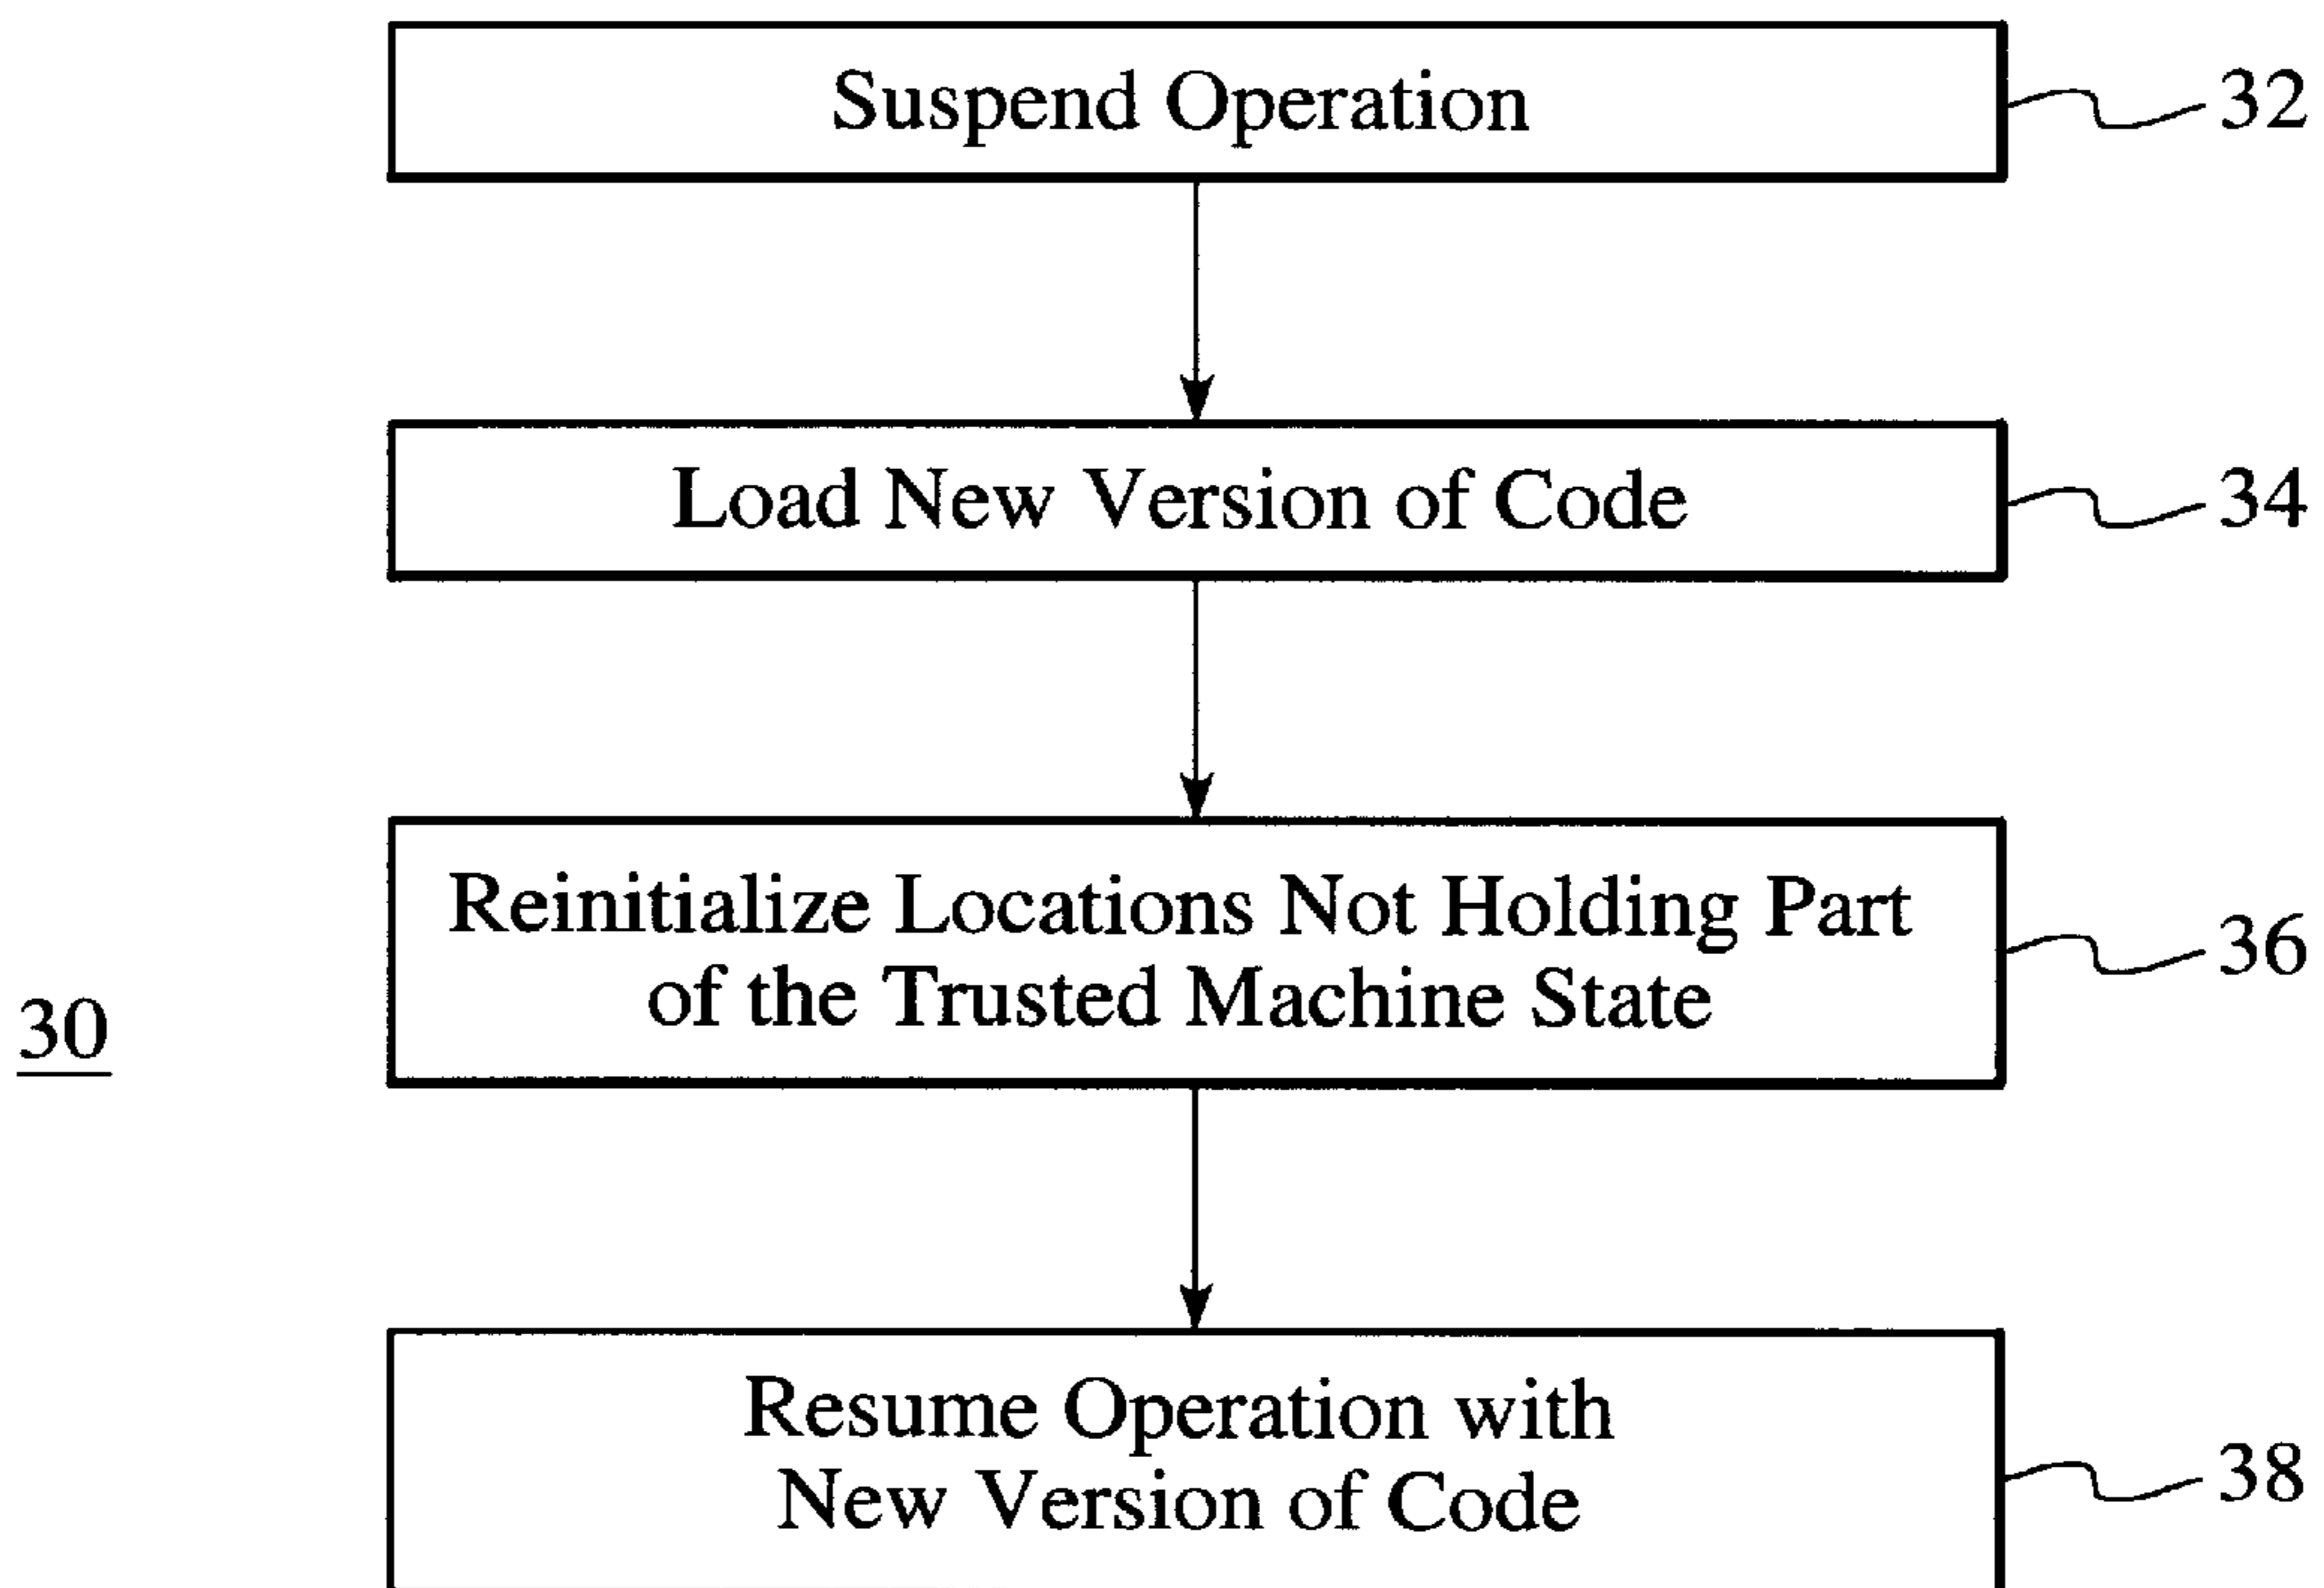 Suspend Operation
32
Load New Version of Code
34
Reinitialize Locations Not Holding Part
of the Trusted Machine State
36
30
Resume Operation with
New Version of Code
38